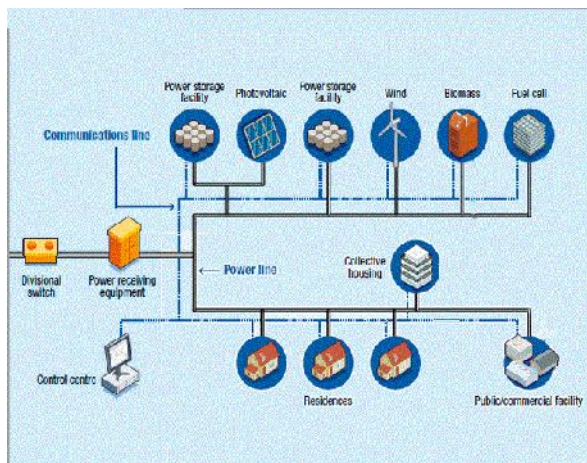 Power storage
facility
Photovoltaic
Power storage
facility
Wind
Biomass
Fuel cell
Communications line
Divisional
switch
Power receiving
equipment
Power line
Collective
housing
Control centre
Residences
Public/commercial facility